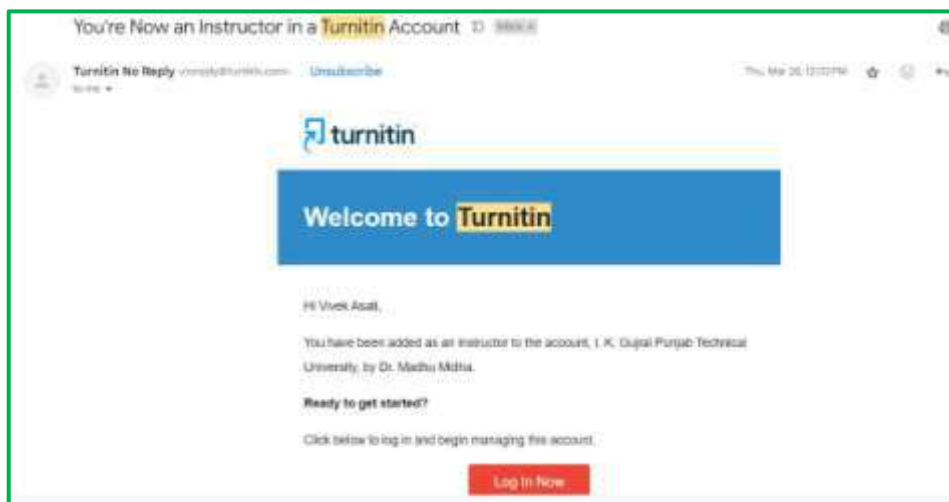 You're Now an Instructor in a Turnitin Account
Turnitin No Reply Unsubscribe
to me
turnitin
Welcome to Turnitin
Hi Vivek Asati,
You have been added as an instructor to the account, I. K. Gujral Punjab Technical
University, by Dr. Madhu Midha.
Ready to get started?
Click below to log in and begin managing this account.
Log In Now